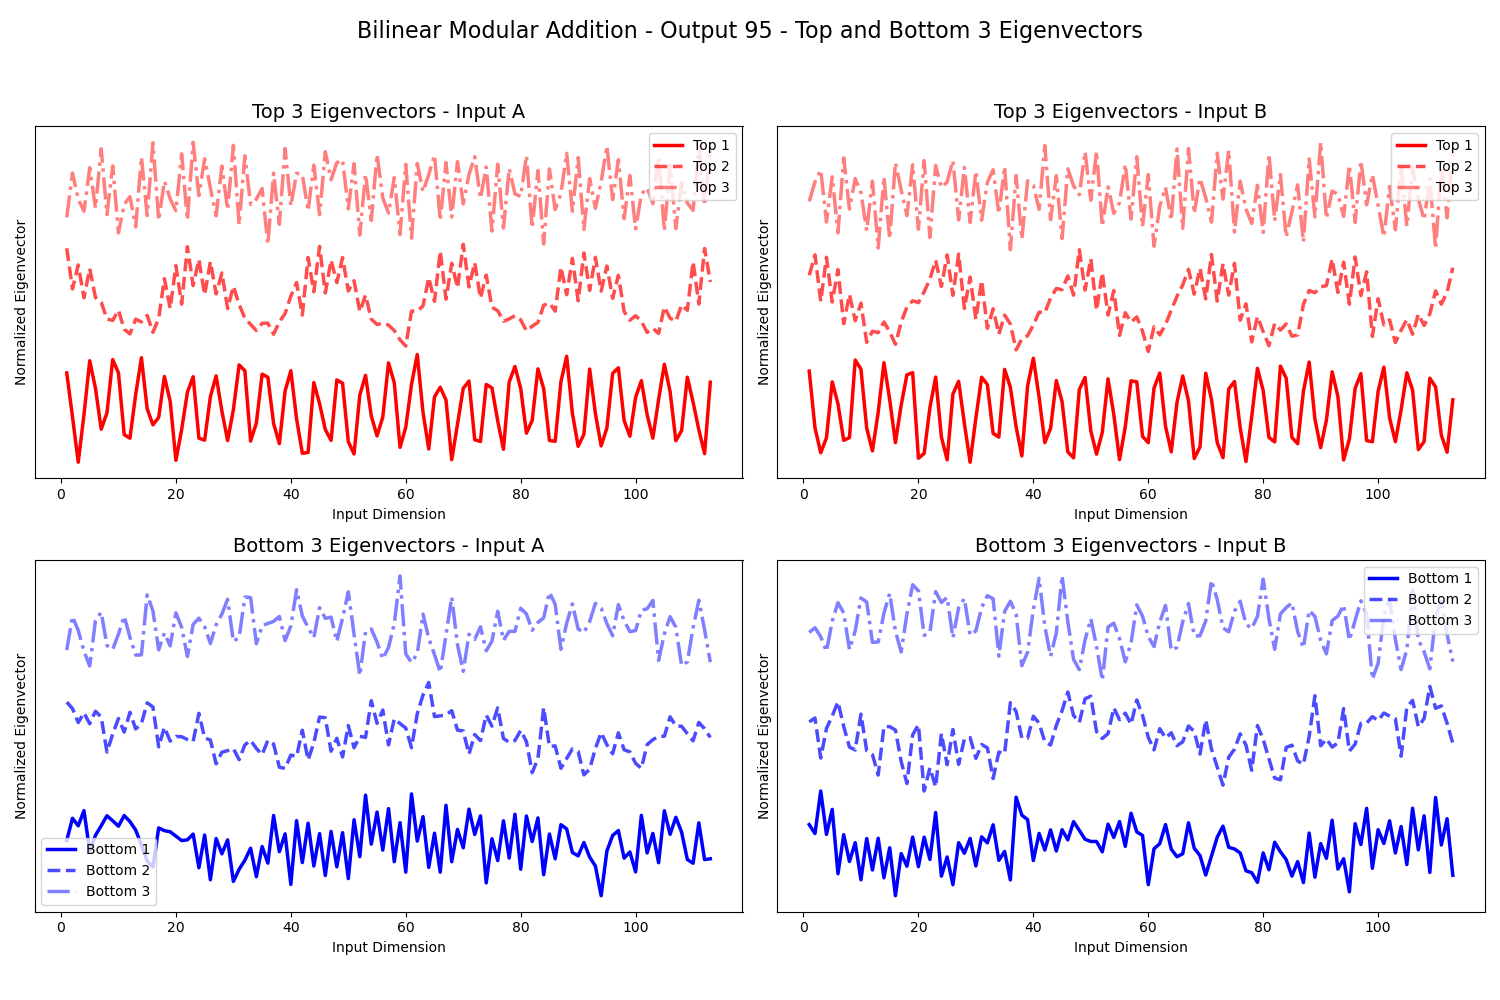 Bilinear Modular Addition - Output 95 - Top and Bottom 3 Eigenvectors
Top 3 Eigenvectors - Input A
Normalized Eigenvector
Top 1
Top 2
Top 3
0 20 40 60 80 100
Input Dimension
Top 3 Eigenvectors - Input B
Normalized Eigenvector
Top 1
Top 2
Top 3
0 20 40 60 80 100
Input Dimension
Bottom 3 Eigenvectors - Input A
Normalized Eigenvector
Bottom 1
Bottom 2
Bottom 3
0 20 40 60 80 100
Input Dimension
Bottom 3 Eigenvectors - Input B
Normalized Eigenvector
Bottom 1
Bottom 2
Bottom 3
0 20 40 60 80 100
Input Dimension